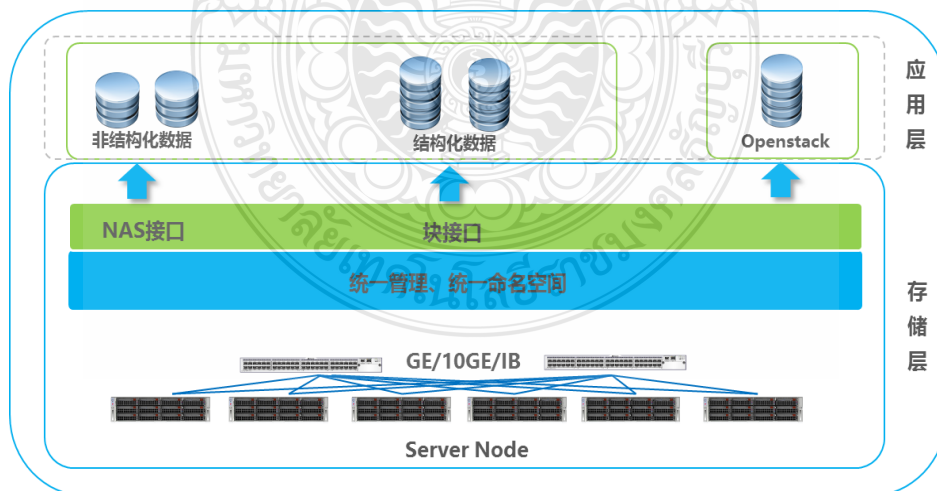 非结构化数据
结构化数据
Openstack
应用层
NAS接口
块接口
统一管理、统一命名空间
GE/10GE/IB
Server Node
存储层